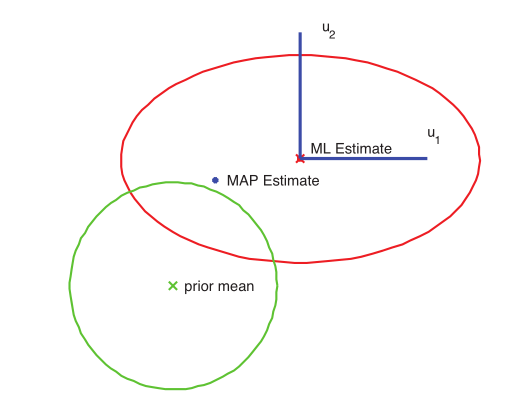 u2
u1
ML Estimate
MAP Estimate
prior mean